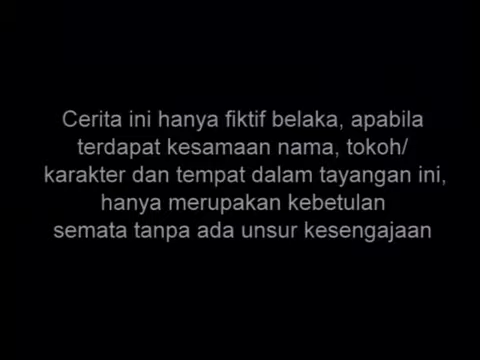 Cerita ini hanya fiktif belaka, apabila
terdapat kesamaan nama, tokoh/
karakter dan tempat dalam tayangan ini,
hanya merupakan kebetulan
semata tanpa ada unsur kesengajaan